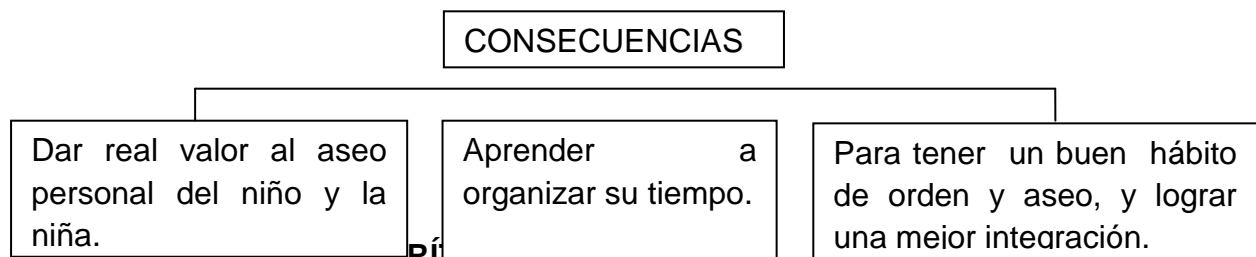 CONSECUENCIAS
Dar real valor al aseo
personal del niño y la
niña.
Aprender a
organizar su tiempo.
Para tener un buen hábito
de orden y aseo, y lograr
una mejor integración.